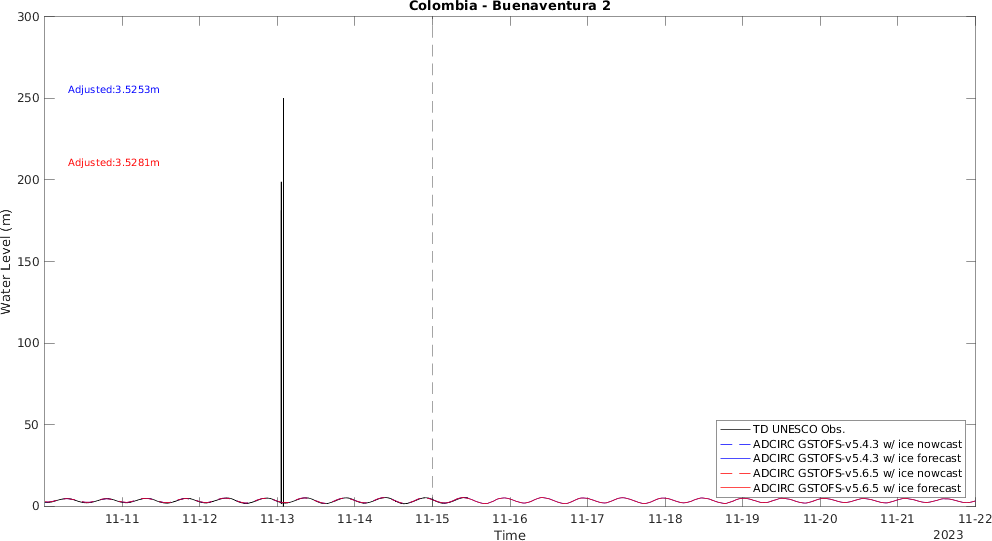 Colombia - Buenaventura 2
300
250
200
150
100
50
0
Water Level (m)
Adjusted:3.5253m
Adjusted:3.5281m
TD UNESCO Obs.
ADCIRC GSTOFS-v5.4.3 w/ ice nowcast
ADCIRC GSTOFS-v5.4.3 w/ ice forecast
ADCIRC GSTOFS-v5.6.5 w/ ice nowcast
ADCIRC GSTOFS-v5.6.5 w/ ice forecast
11-11 11-12 11-13 11-14 11-15 11-16 11-17 11-18 11-19 11-20 11-21 11-22
Time
2023